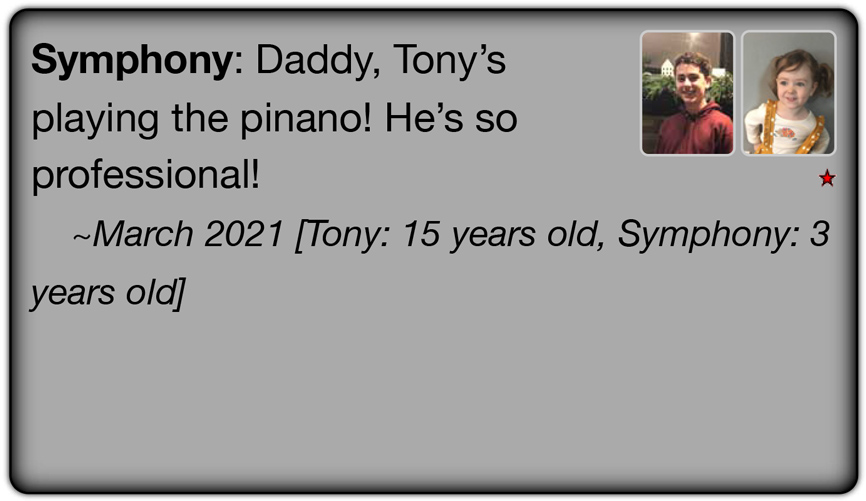 Symphony: Daddy, Tony’s
playing the pinano! He’s so
professional!
~March 2021 [Tony: 15 years old, Symphony: 3
years old]